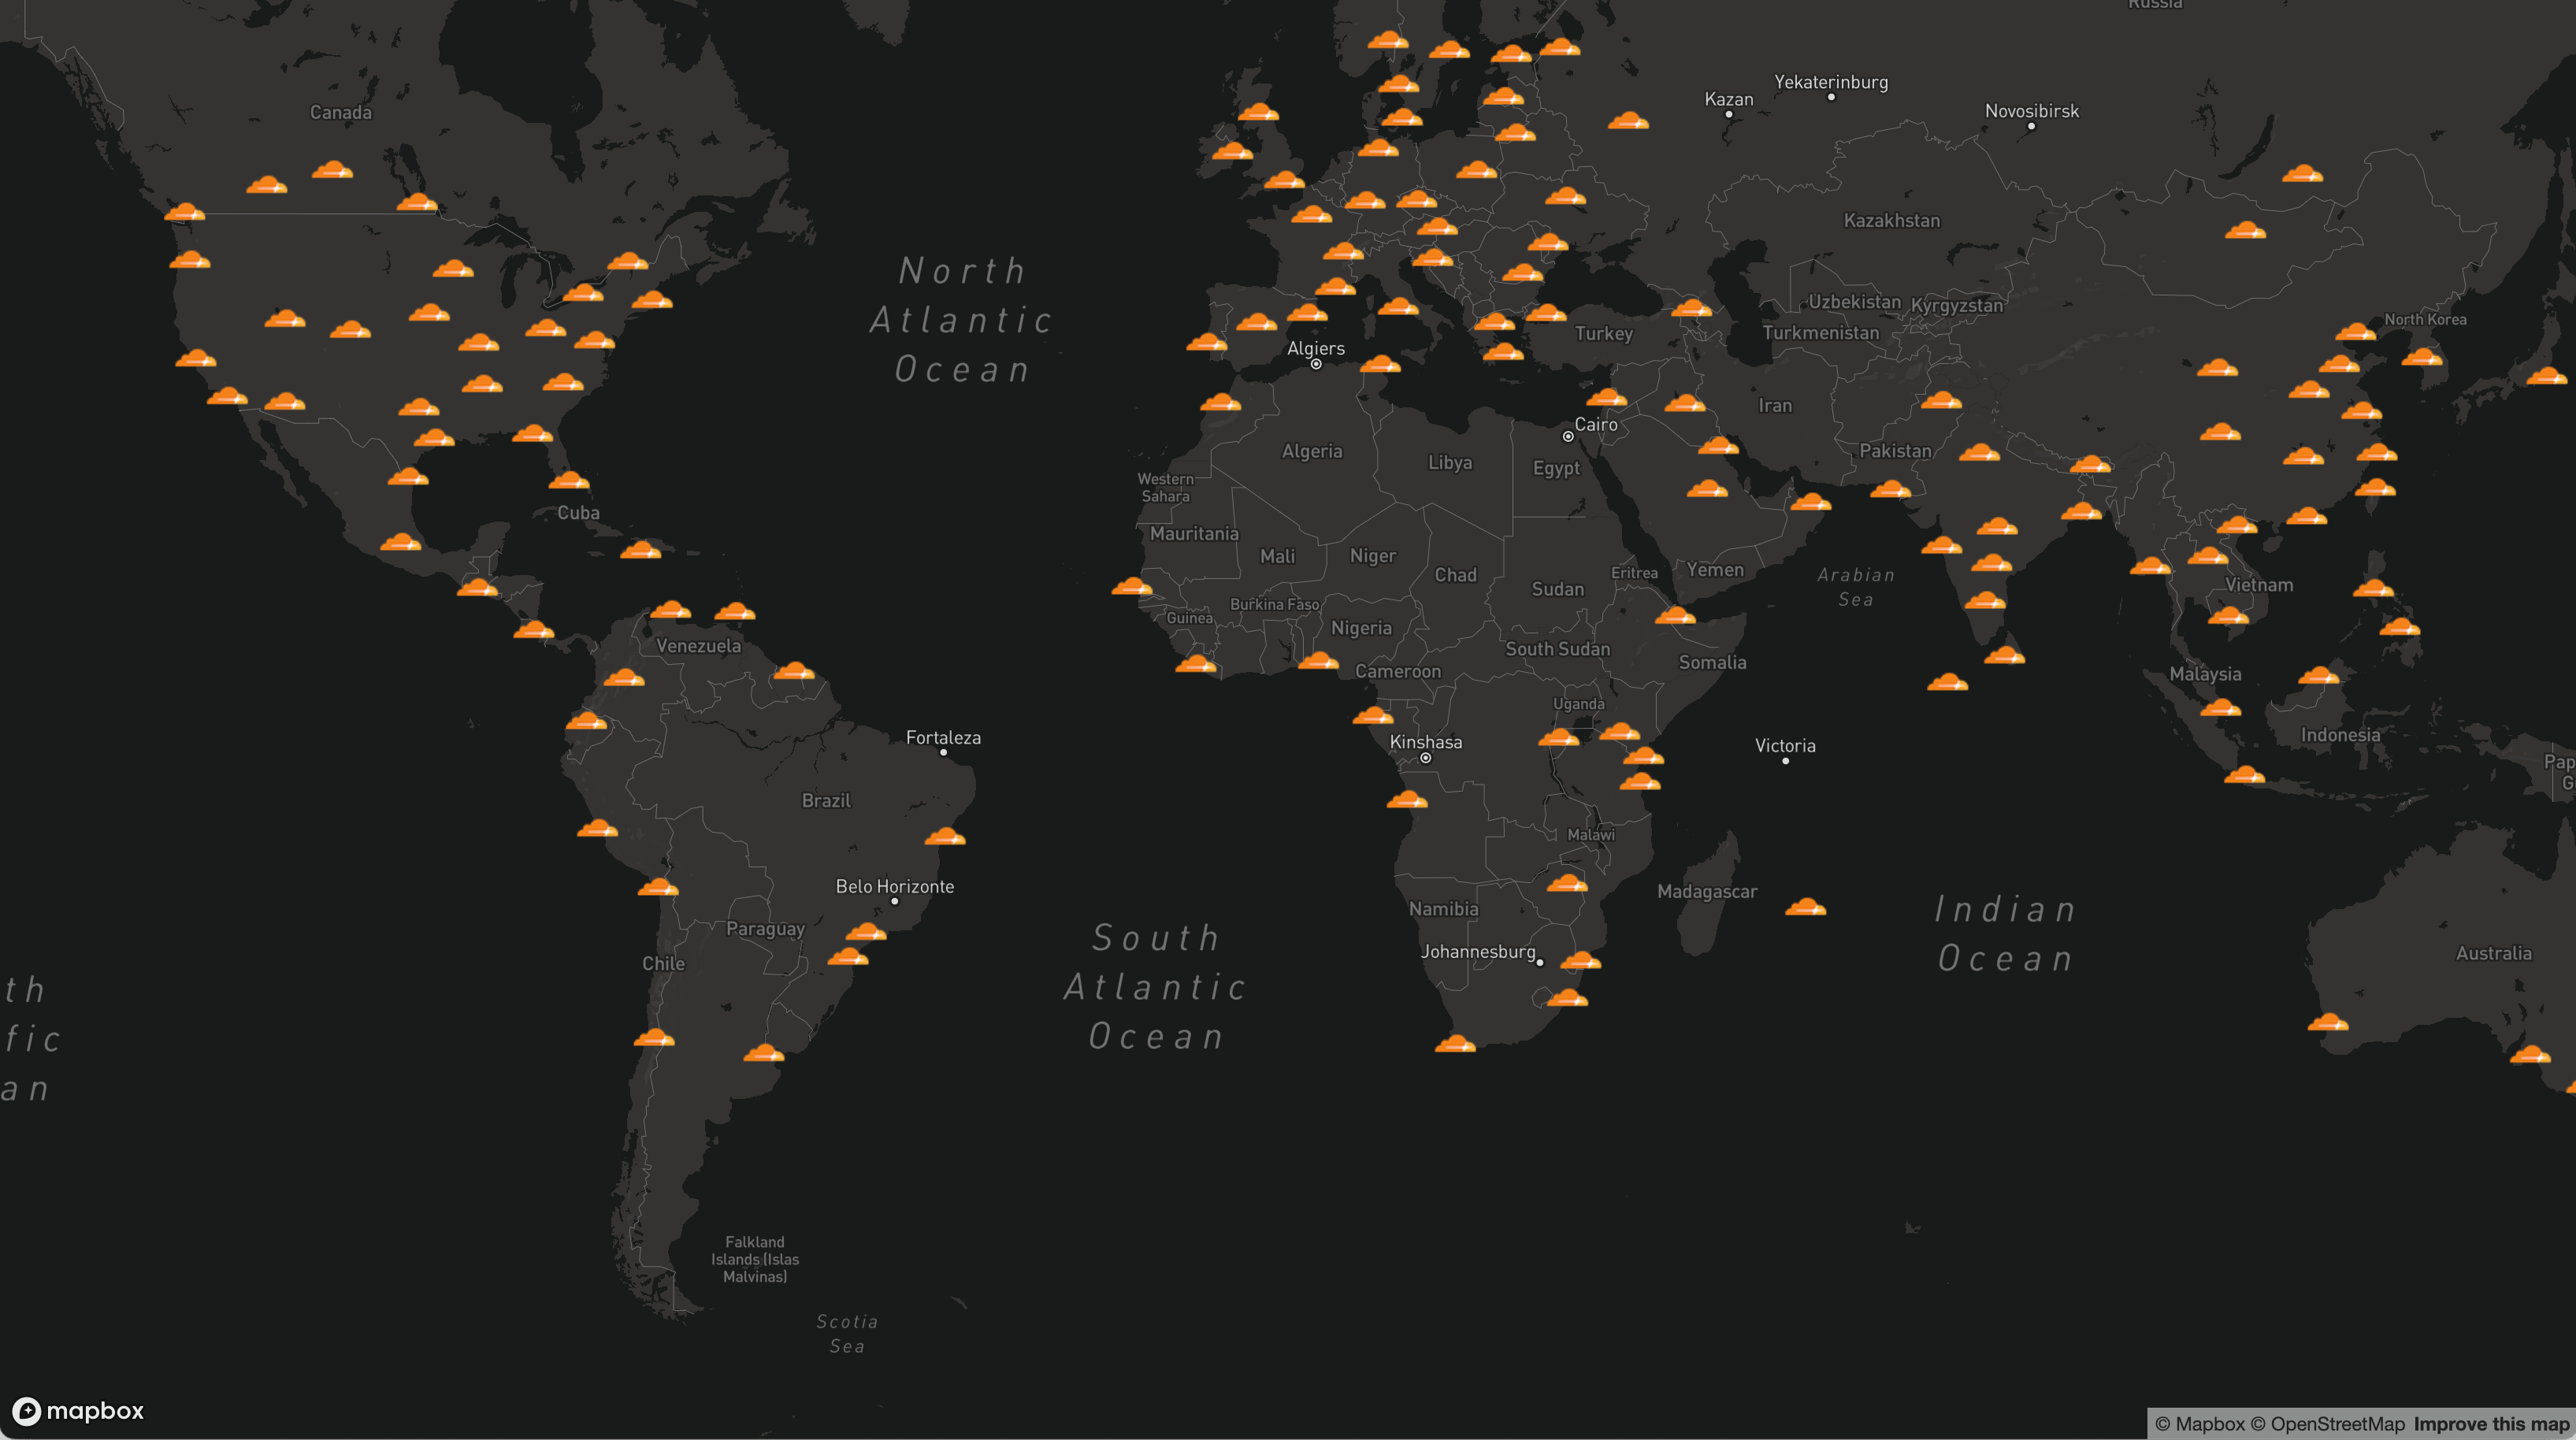 Russia
Canada
Kazan
Yekaterinburg
Novosibirsk
Kazakhstan
North
Atlantic
Ocean
Uzbekistan
Kyrgyzstan
Turkmenistan
Turkey
North Korea
Algiers
Iran
Cairo
Algeria
Libya
Egypt
Pakistan
Western
Sahara
Cuba
Mauritania
Mali
Niger
Chad
Sudan
Eritrea
Yemen
Arabian
Sea
Vietnam
Burkina Faso
Guinea
Nigeria
Venezuela
South Sudan
Somalia
Cameroon
Malaysia
Uganda
Fortaleza
Kinshasa
Victoria
Indonesia
Pap
G
Brazil
Malawi
Belo Horizonte
Madagascar
Namibia
Paraguay
Chile
South
Atlantic
Ocean
Johannesburg
Indian
Ocean
Australia
th
fic
an
Falkland
Islands (Islas
Malvinas)
Scotia
Sea
mapbox
© Mapbox © OpenStreetMap Improve this map